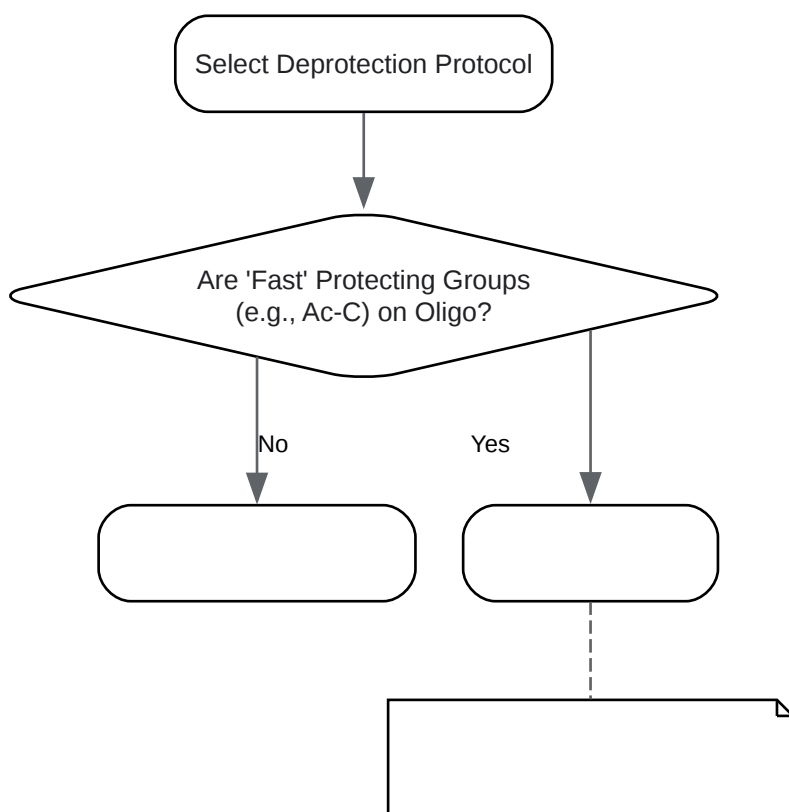 Select Deprotection Protocol
Are 'Fast' Protecting Groups
(e.g., Ac-C) on Oligo?
No
Yes